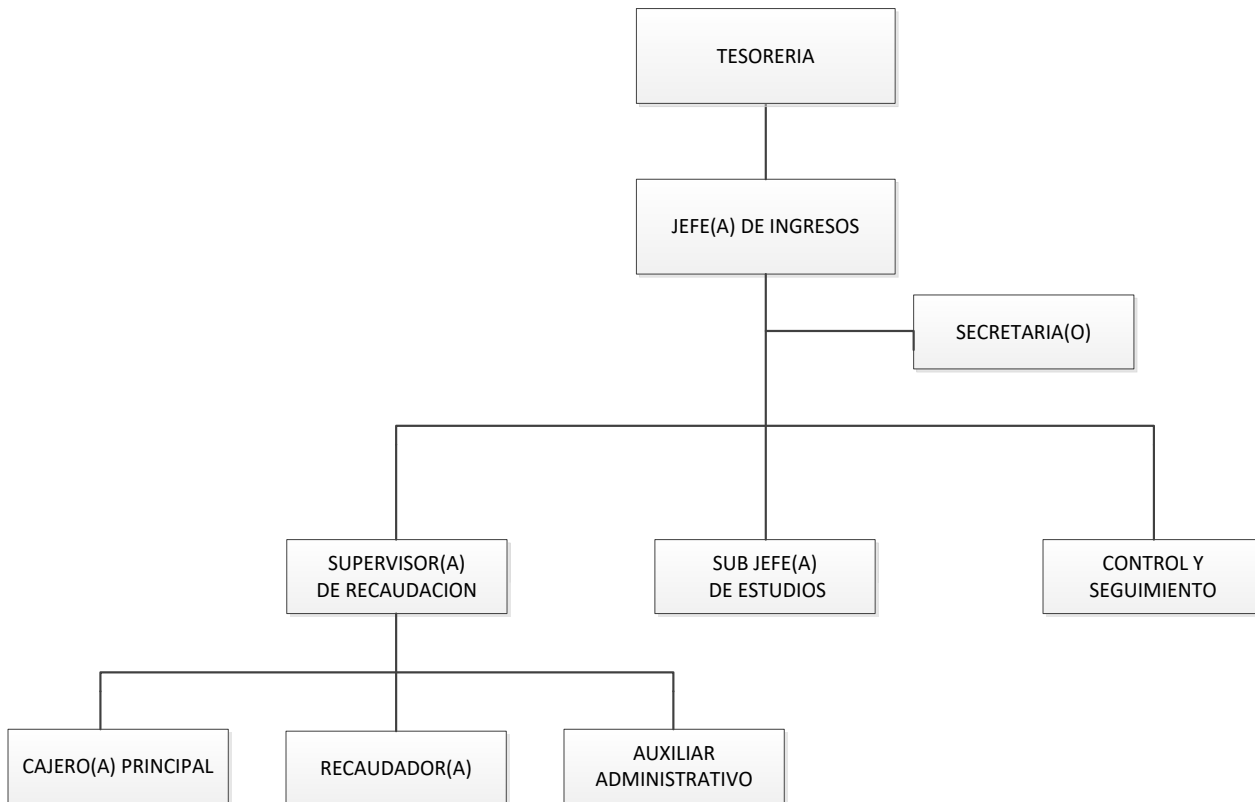 TESORERIA
JEFE(A) DE INGRESOS
SECRETARIA(O)
SUPERVISOR(A)
DE RECAUDACION
SUB JEFE(A)
DE ESTUDIOS
CONTROL Y
SEGUIMIENTO
CAJERO(A) PRINCIPAL
RECAUDADOR(A)
AUXILIAR
ADMINISTRATIVO